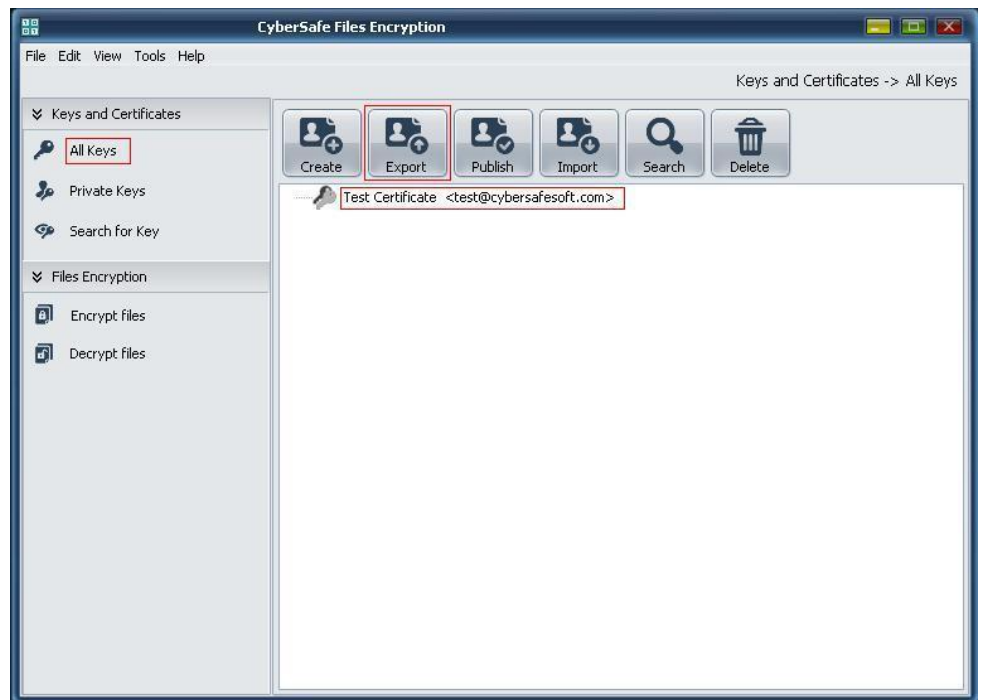 CyberSafe Files Encryption
File Edit View Tools Help
Keys and Certificates -> All Keys
Keys and Certificates
All Keys
Private Keys
Search for Key
Files Encryption
Encrypt files
Decrypt files
Create Export Publish Import Search Delete
Test Certificate <test@cybersafesoft.com>